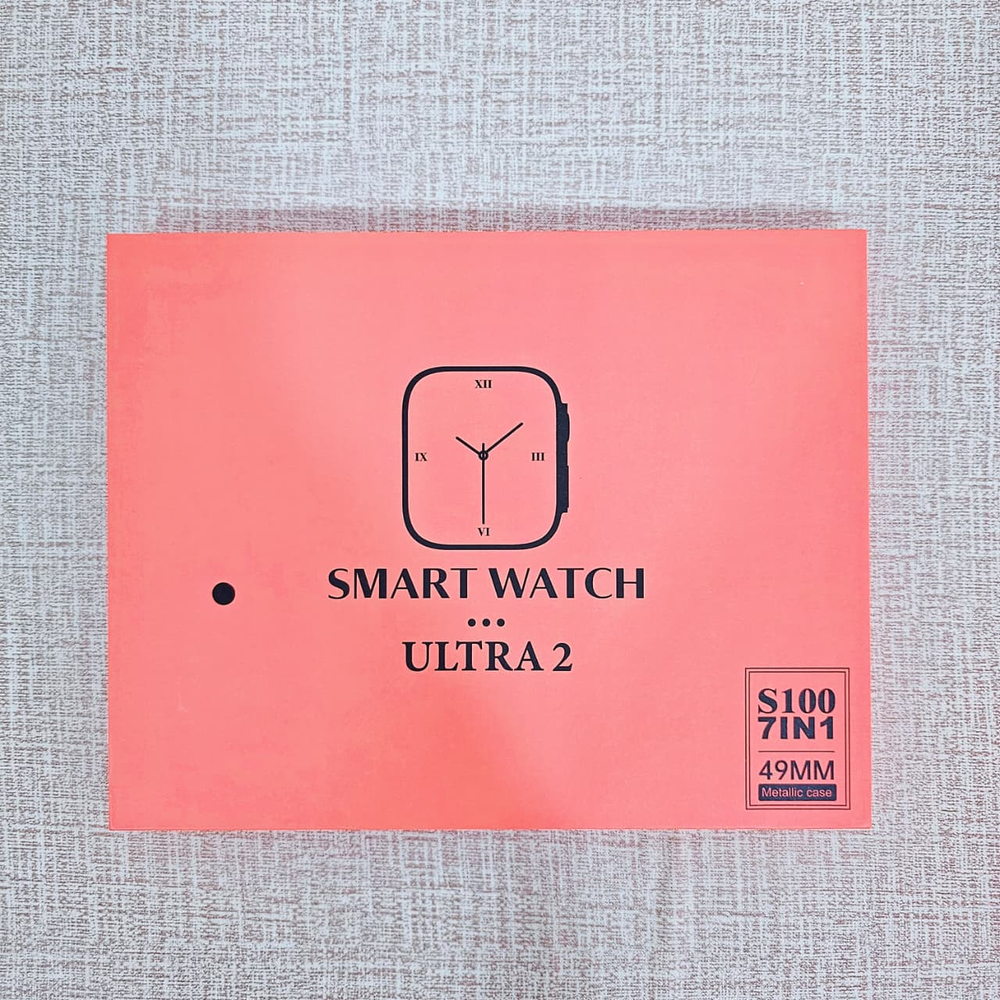 XII
IX
III
VI
SMART WATCH
•••
ULTRA 2
S100
7IN1
49MM
Metallic case